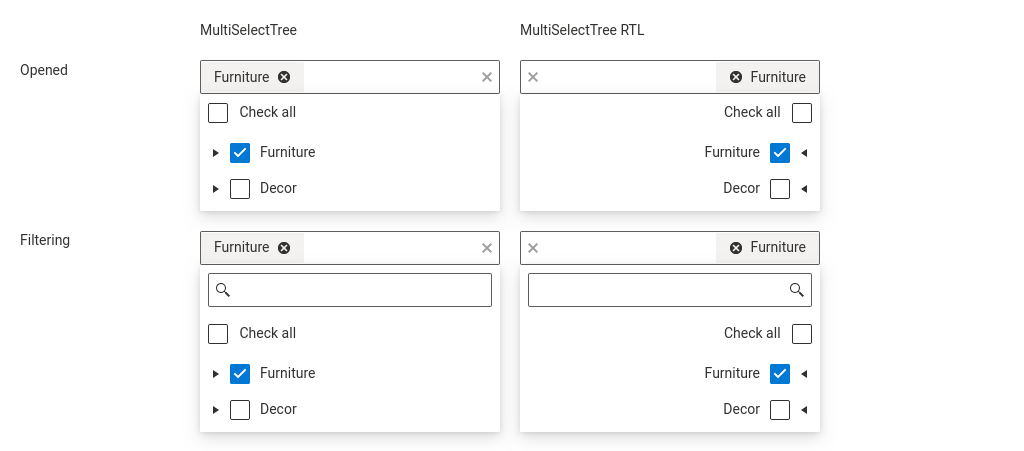 MultiSelectTree
MultiSelectTree RTL
Opened
Furniture
Furniture
Check all
Check all
Furniture
Furniture
Decor
Decor
Filtering
Furniture
Furniture
Check all
Check all
Furniture
Furniture
Decor
Decor